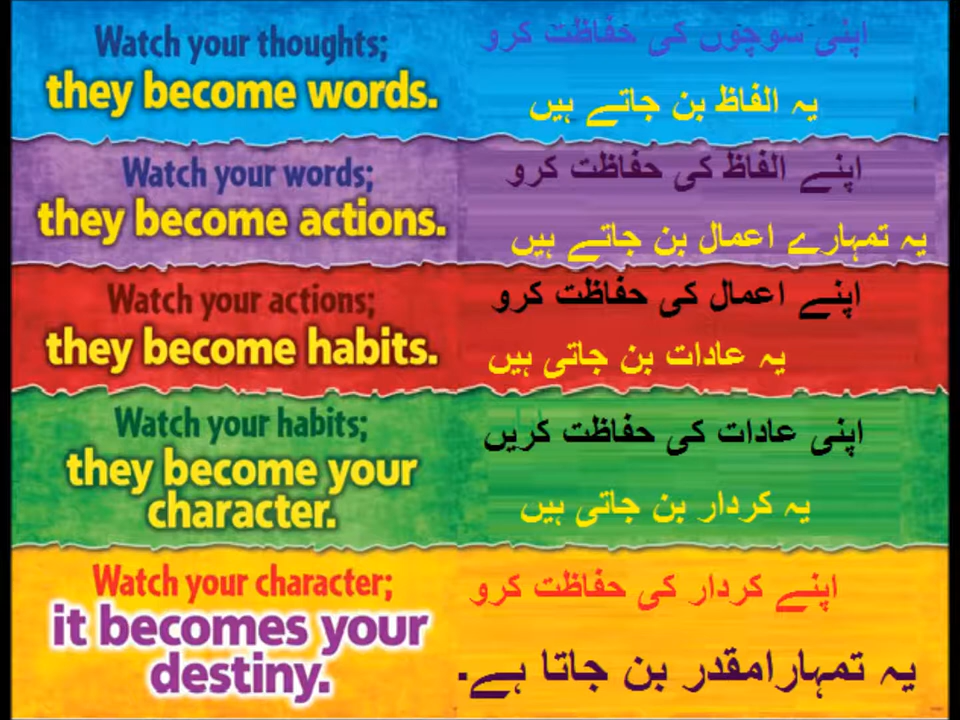 Watch your thoughts;
they become words.
اپنی سوچوں کی حفاظت کرو
یہ الفاظ بن جاتے ہیں
Watch your words;
they become actions.
اپنے الفاظ کی حفاظت کرو
یہ تمہارے اعمال بن جاتے ہیں
Watch your actions;
they become habits.
اپنے اعمال کی حفاظت کرو
یہ عادات بن جاتی ہیں
Watch your habits;
they become your
character.
اپنی عادات کی حفاظت کریں
یہ کردار بن جاتی ہیں
Watch your character;
it becomes your
destiny.
اپنے کردار کی حفاظت کرو
یہ تمہارامقدر بن جاتا ہے۔